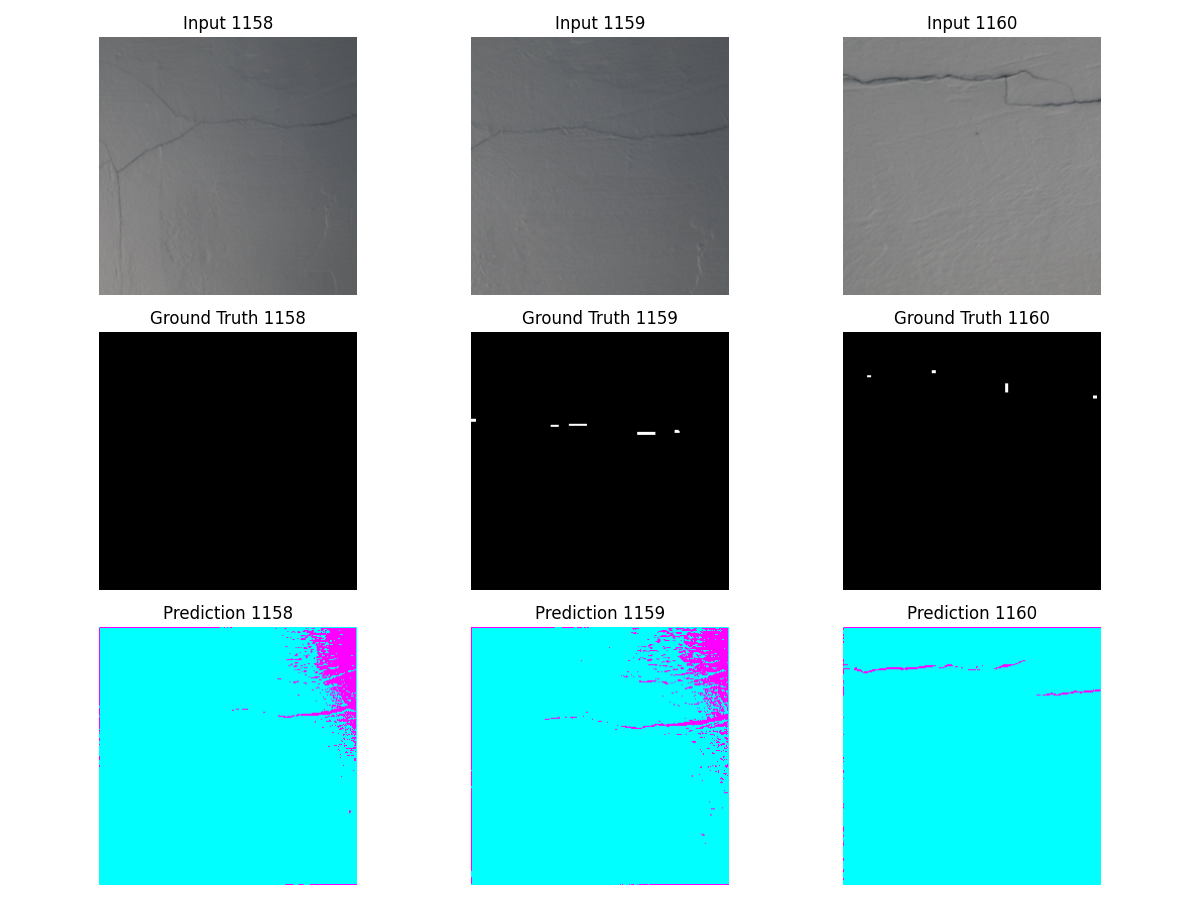 Input 1158
Input 1159
Input 1160
Ground Truth 1158
Ground Truth 1159
Ground Truth 1160
Prediction 1158
Prediction 1159
Prediction 1160